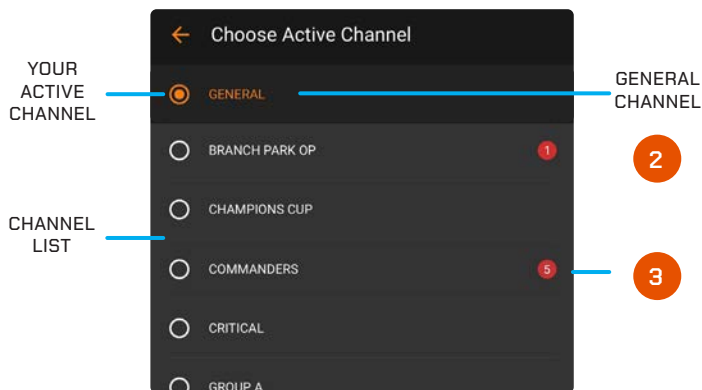 Choose Active Channel
YOUR
ACTIVE
CHANNEL
GENERAL
GENERAL
CHANNEL
BRANCH PARK OP
1
2
CHAMPIONS CUP
CHANNEL
LIST
COMMANDERS
5
3
CRITICAL
GROUP A